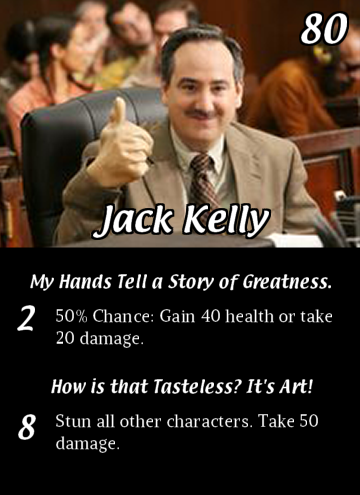 80
Jack Kelly
My Hands Tell a Story of Greatness.
2
50% Chance: Gain 40 health or take
20 damage.
How is that Tasteless? It's Art!
8
Stun all other characters. Take 50
damage.